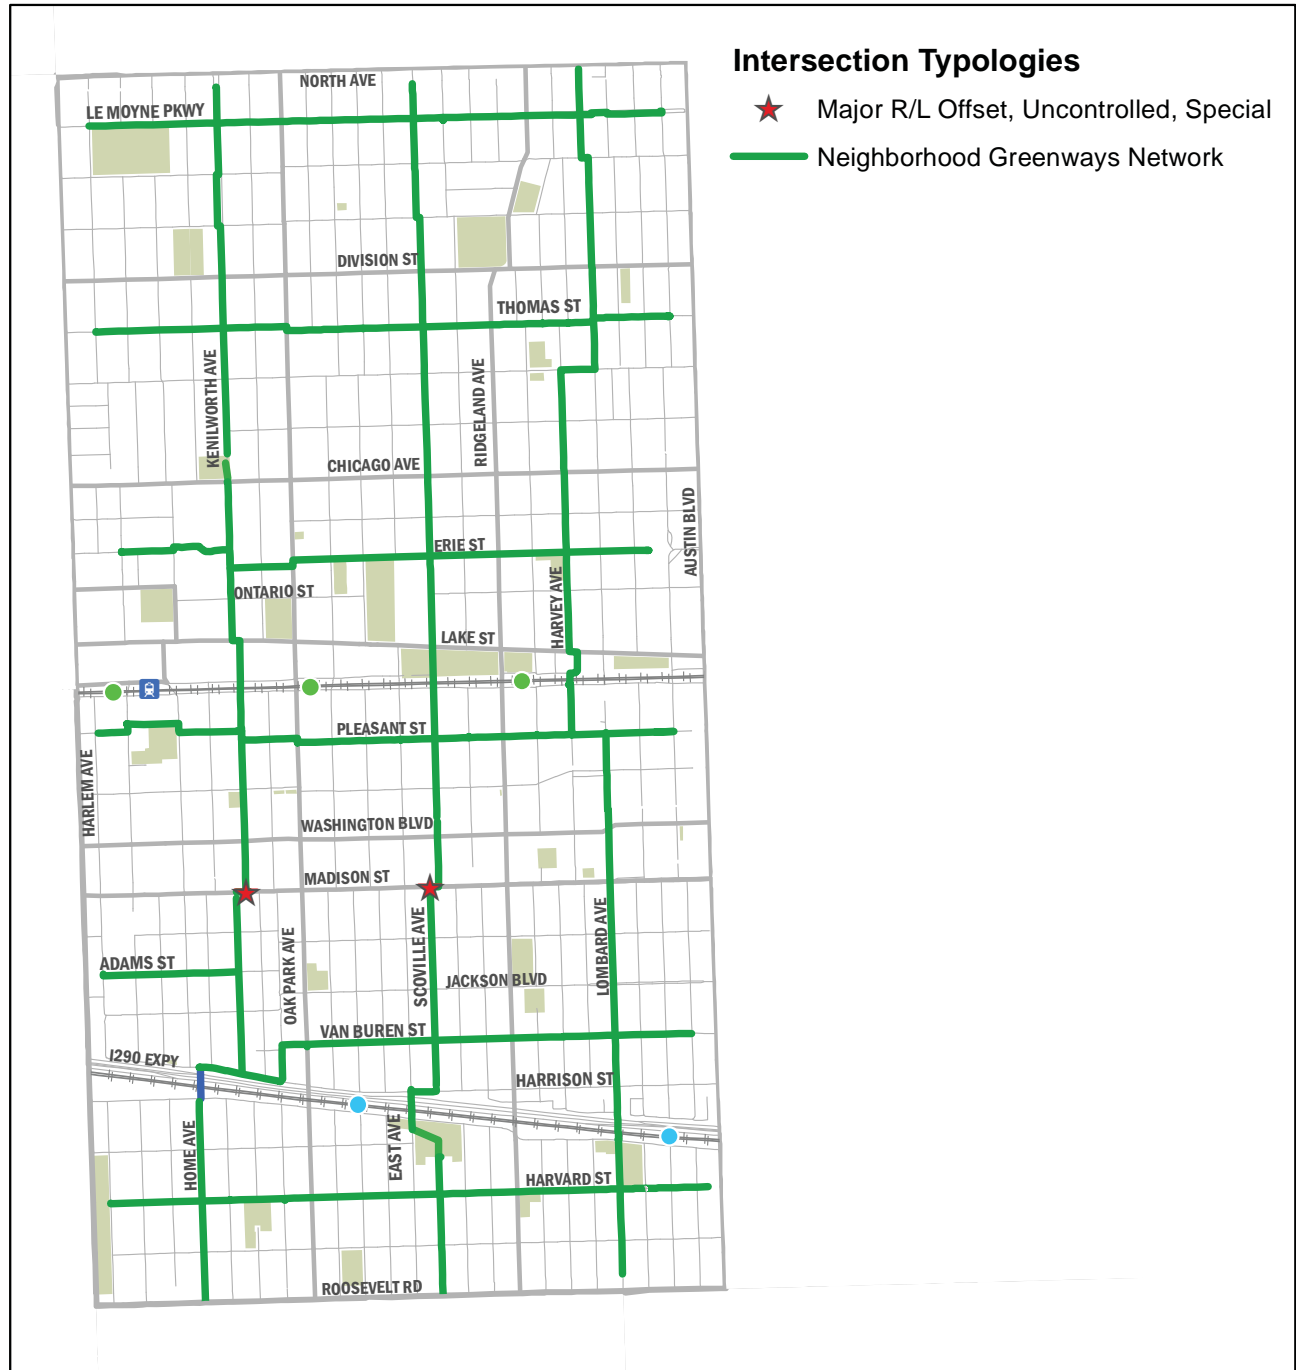 Intersection Typologies
Major R/L Offset, Uncontrolled, Special
Neighborhood Greenways Network
NORTH AVE
LE MOYNE PKWY
DIVISION ST
THOMAS ST
KENILWORTH AVE
RIDGELAND AVE
CHICAGO AVE
AUSTIN BLVD
ERIE ST
ONTARIO ST
HARVEY AVE
LAKE ST
PLEASANT ST
HARLEM AVE
WASHINGTON BLVD
MADISON ST
LOMBARD AVE
SCOVILLE AVE
OAK PARK AVE
ADAMS ST
JACKSON BLVD
VAN BUREN ST
I290 EXPY
HARRISON ST
EAST AVE
HOME AVE
HARVARD ST
ROOSEVELT RD